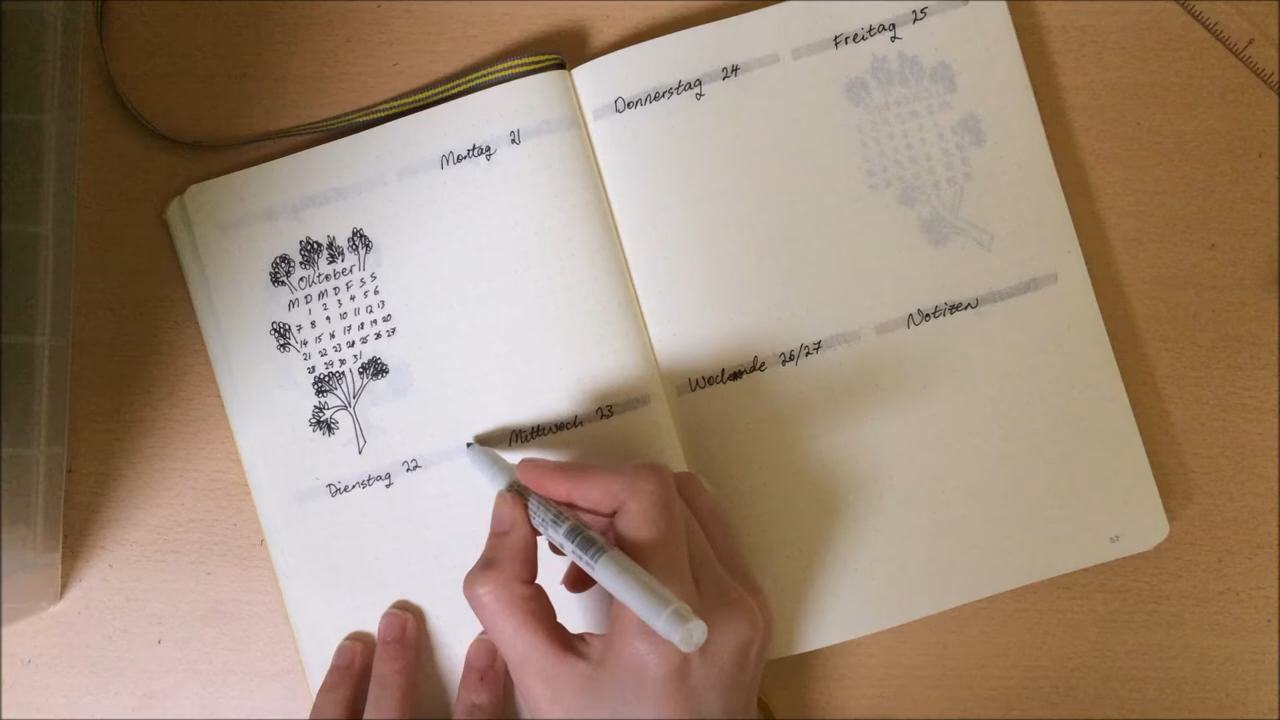 Montag 21
Oktober
M D M D F S S
1 2 3 4 5 6
7 8 9 10 11 12 13
14 15 16 17 18 19 20
21 22 23 24 25 26 27
28 29 30 31
Dienstag 22
Mittwoch 23
Donnerstag 24
Freitag 25
Wochenende 26/27
Notizen
57